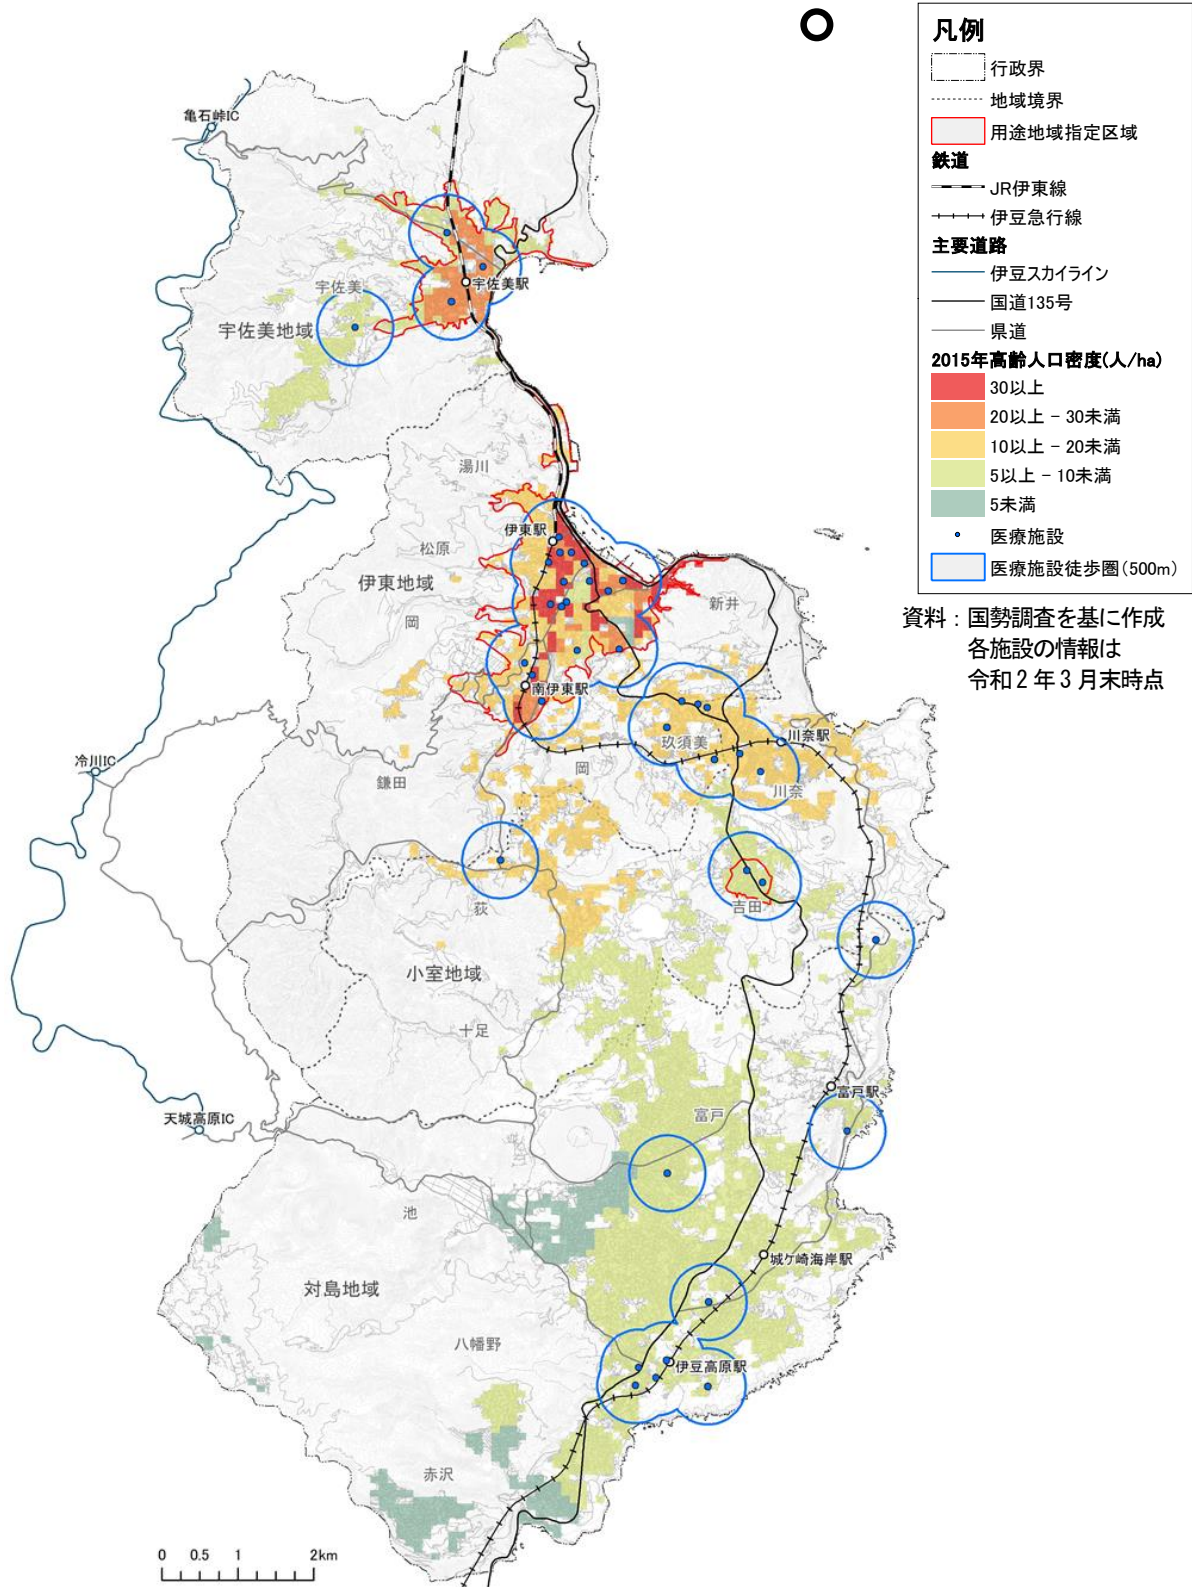 凡例
行政界
地域境界
用途地域指定区域
鉄道
JR伊東線
伊豆急行線
主要道路
伊豆スカイライン
国道135号
県道
2015年高齢人口密度(人/ha)
30以上
20以上 － 30未満
10以上 － 20未満
5以上 － 10未満
5未満
医療施設
医療施設徒歩圏(500m)
資料：国勢調査を基に作成
各施設の情報は
令和2年3月末時点
亀石峠IC
宇佐美駅
宇佐美
宇佐美地域
湯川
伊東駅
松原
伊東地域
新井
岡
南伊東駅
川奈駅
玖須美
冷川IC
岡
鎌田
川奈
荻
吉田
小室地域
十足
富戸駅
天城高原IC
富戸
池
城ケ崎海岸駅
対島地域
八幡野
伊豆高原駅
赤沢
0 0.5 1 2km